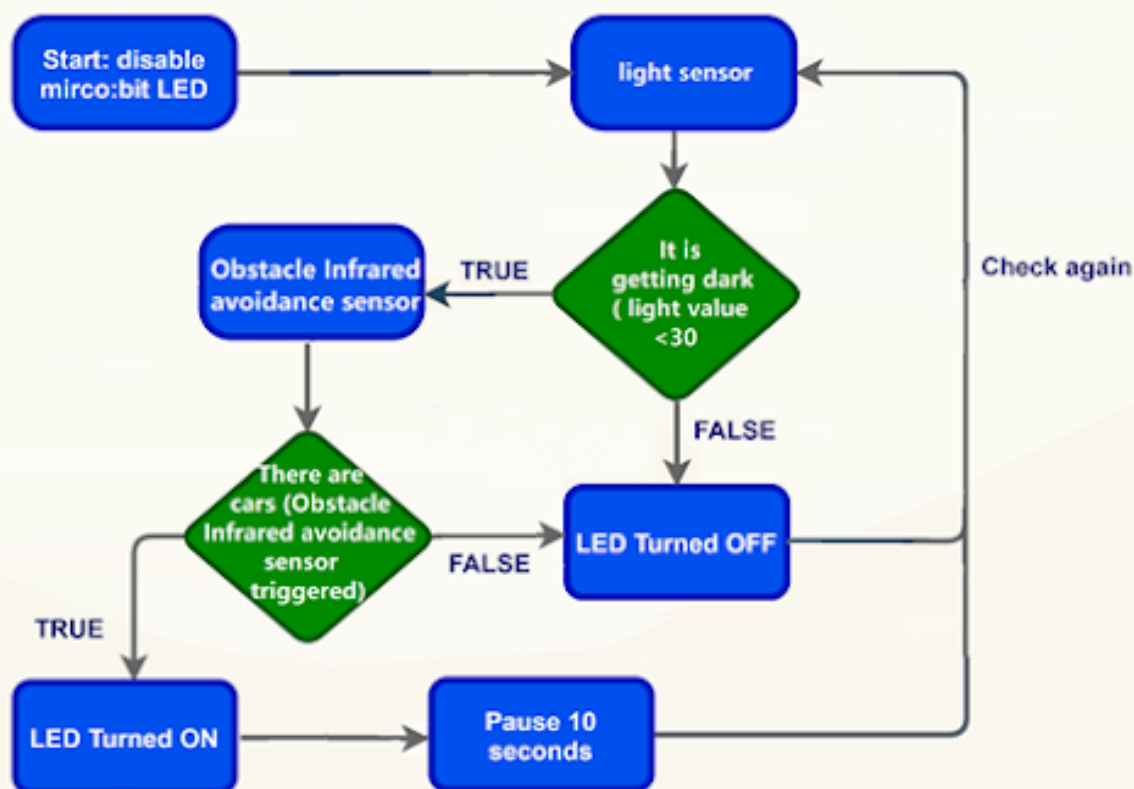 Start: disable
mirco:bit LED
light sensor
It is
getting dark
( light value
<30
TRUE
Obstacle Infrared
avoidance sensor
Check again
FALSE
There are
cars (Obstacle
Infrared avoidance
sensor
triggered)
FALSE
LED Turned OFF
TRUE
LED Turned ON
Pause 10
seconds